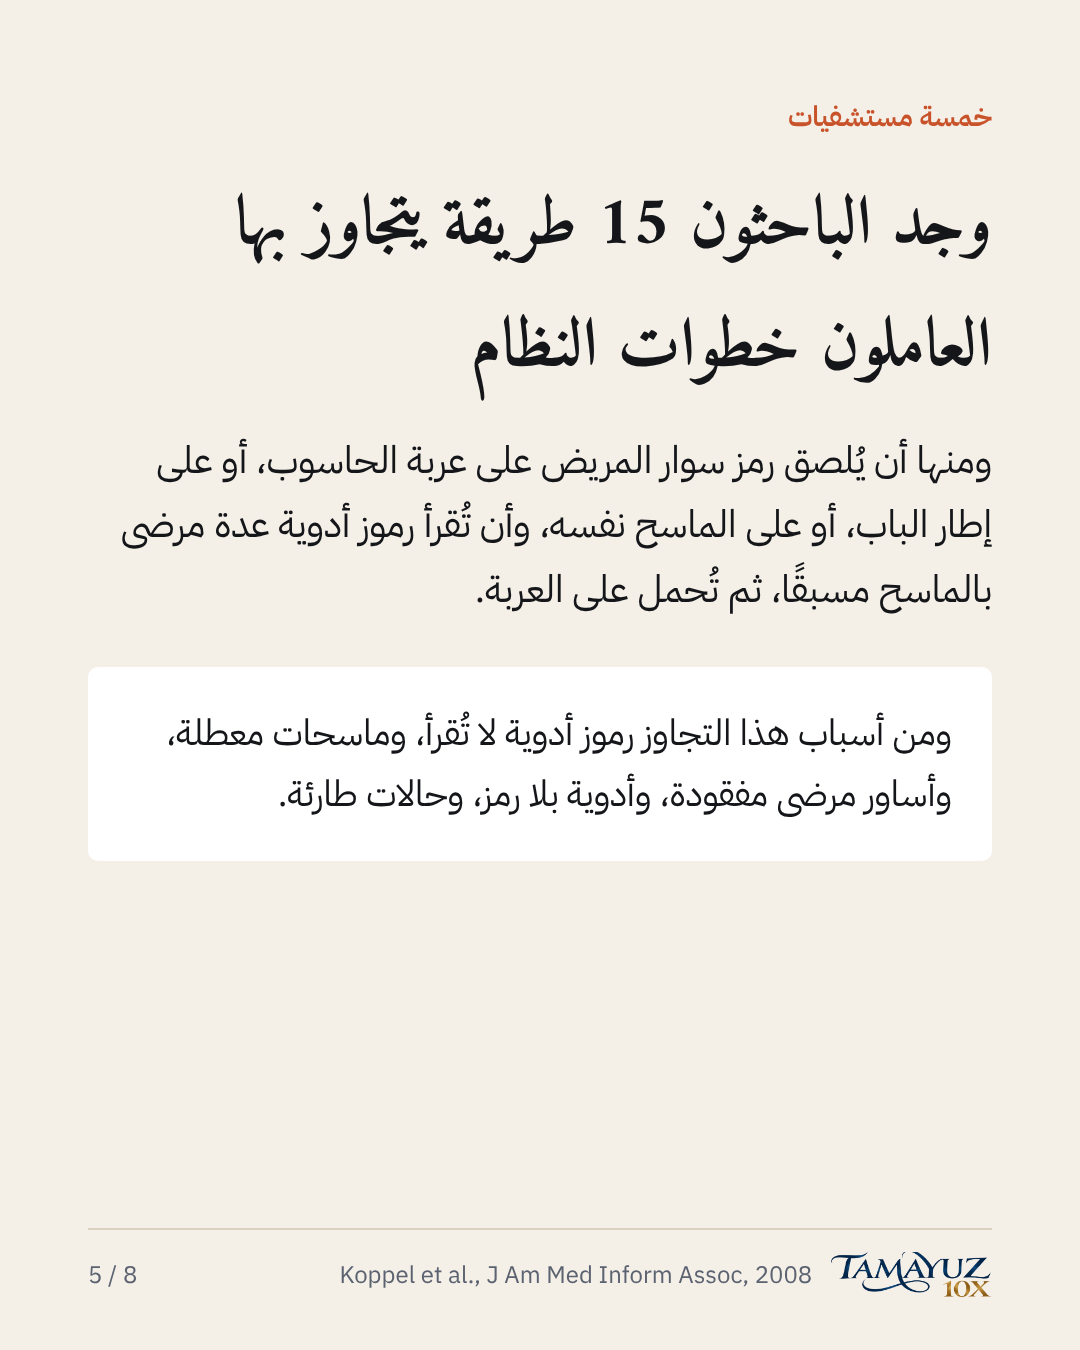 خمسة مستشفيات
وجد الباحثون 15 طريقة يتجاوز بها
العاملون خطوات النظام
ومنها أن يُلصق رمز سوار المريض على عربة الحاسوب، أو على
إطار الباب، أو على الماسح نفسه، وأن تُقرأ رموز أدوية عدة مرضى
بالماسح مسبقًا، ثم تُحمل على العربة.
ومن أسباب هذا التجاوز رموز أدوية لا تُقرأ، وماسحات معطلة،
وأساور مرضى مفقودة، وأدوية بلا رمز، وحالات طارئة.
5 / 8
Koppel et al., J Am Med Inform Assoc, 2008
TAMAYUZ
10X